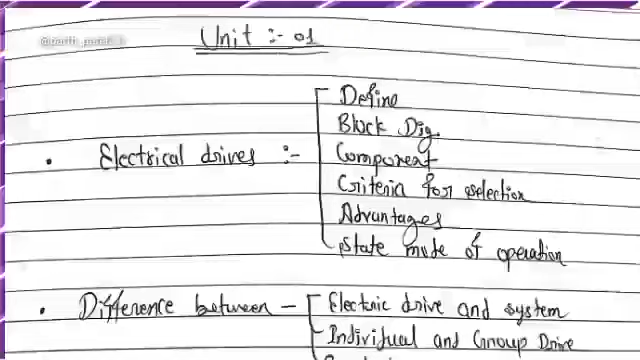 Unit :- 01
Define
Block Dig.
• Electrical drives :- Component
Criteria for selection
Advantages
State mode of operation
• Difference between - Electric drive and system
- Individual and Group Drive